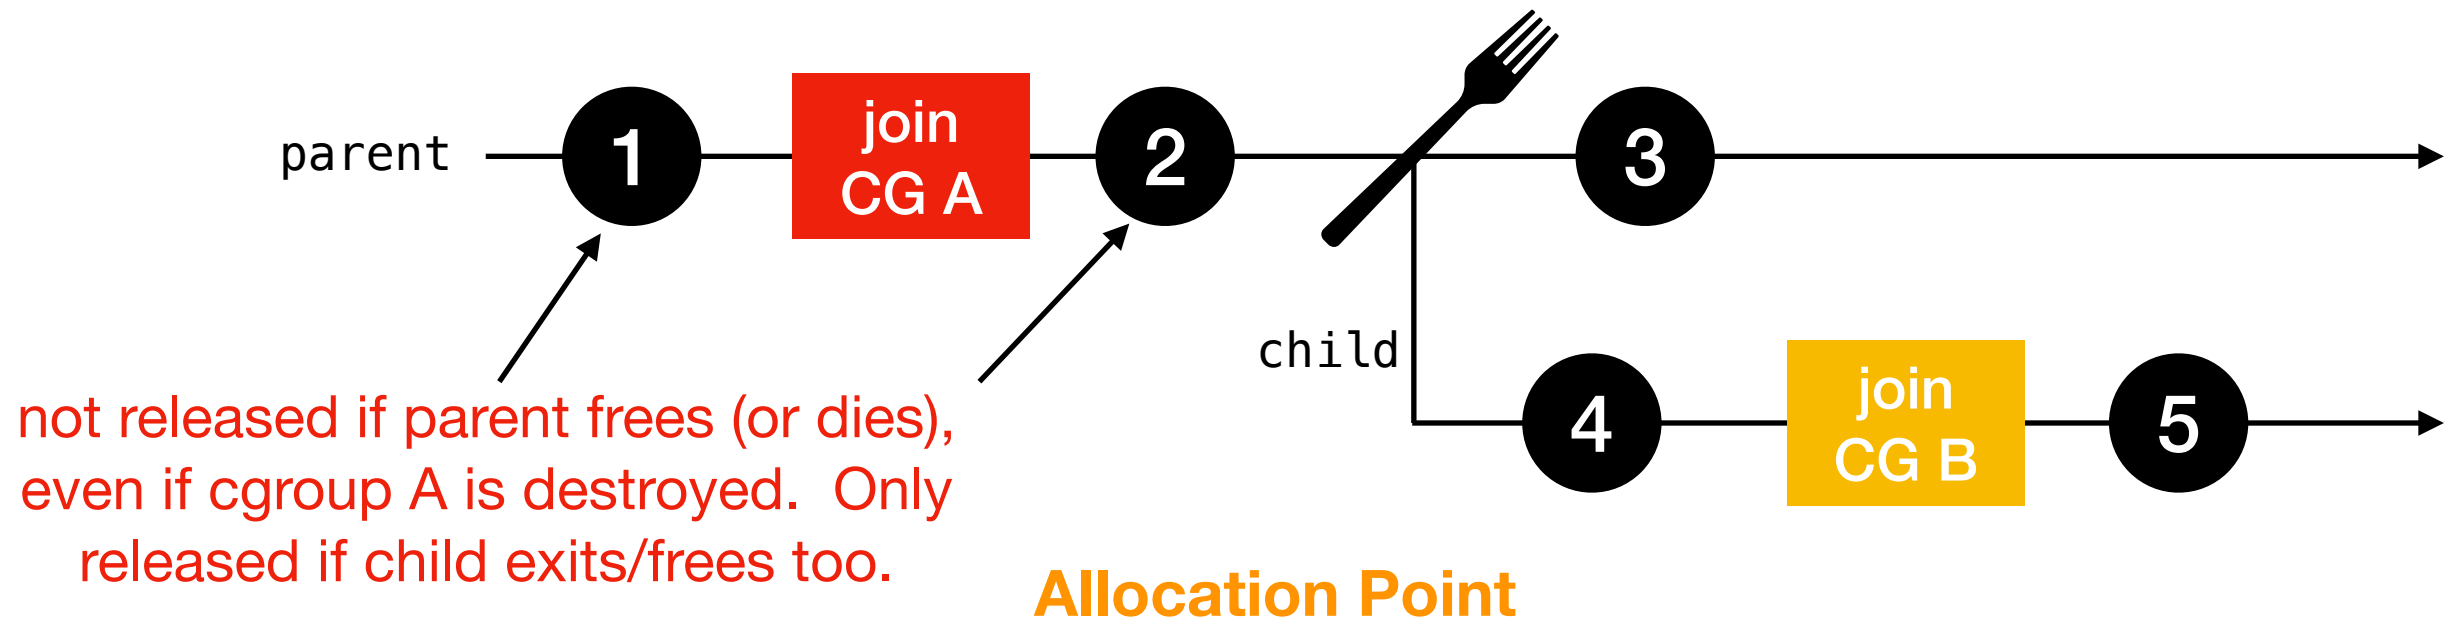 parent
1
join
CG A
2
3
child
4
join
CG B
5
not released if parent frees (or dies),
even if cgroup A is destroyed.  Only
released if child exits/frees too.
Allocation Point